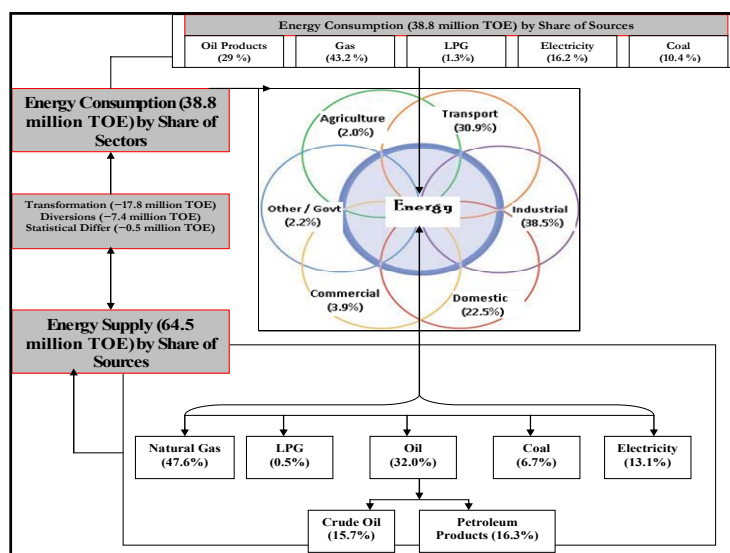 Energy Consumption (38.8 million TOE) by Share of Sources
Oil Products
(29 %)
Gas
(43.2 %)
LPG
(1.3%)
Electricity
(16.2 %)
Coal
(10.4 %)
Energy Consumption (38.8
million TOE) by Share of
Sectors
Transformation (−17.8 million TOE)
Diversions (−7.4 million TOE)
Statistical Differ (−0.5 million TOE)
Energy Supply (64.5
million TOE) by Share of
Sources
Agriculture
(2.0%)
Transport
(30.9%)
Other / Govt
(2.2%)
Energy
Industrial
(38.5%)
Commercial
(3.9%)
Domestic
(22.5%)
Natural Gas
(47.6%)
LPG
(0.5%)
Oil
(32.0%)
Coal
(6.7%)
Electricity
(13.1%)
Crude Oil
(15.7%)
Petroleum
Products (16.3%)